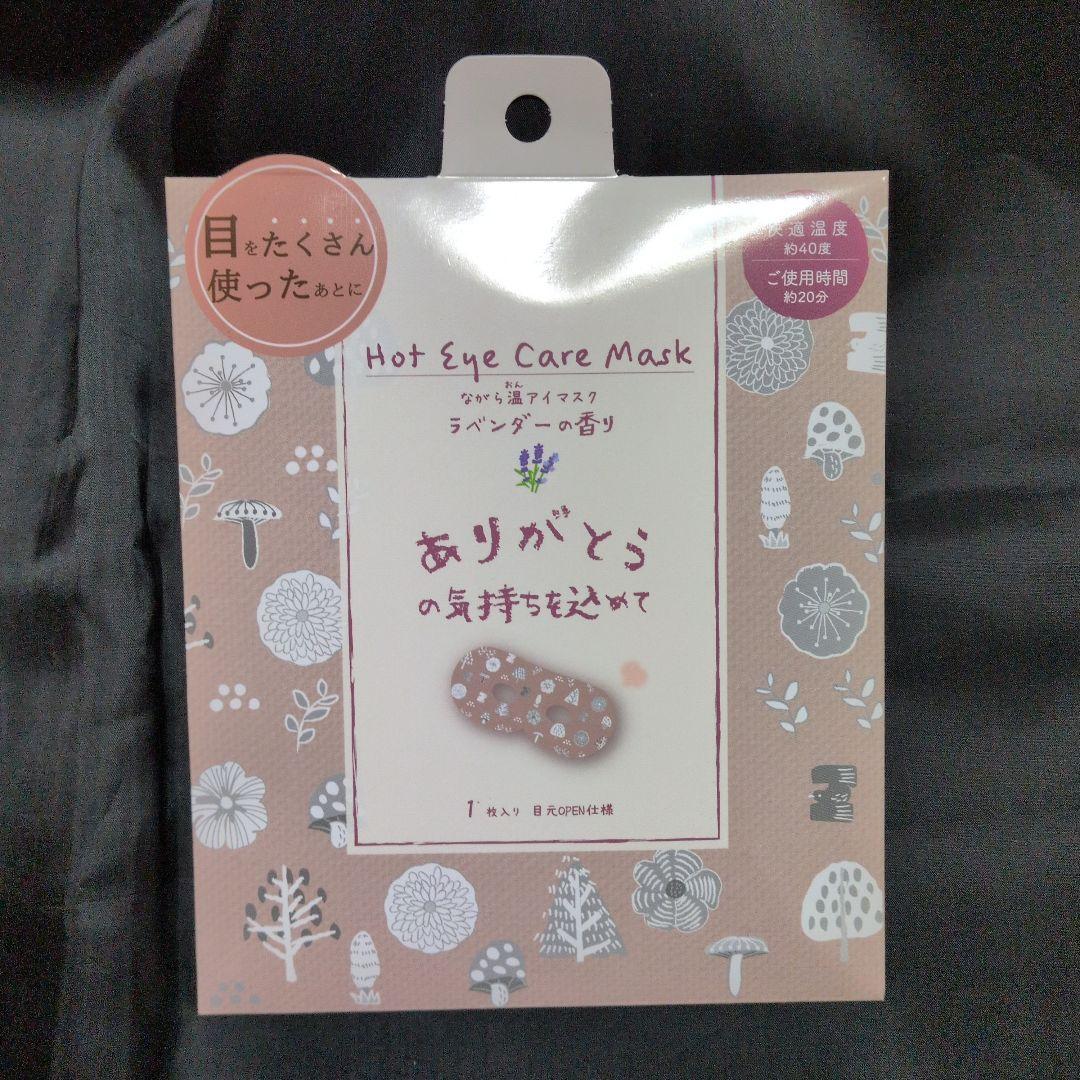 目をたくさん
使ったあとに
快適温度
約40度
ご使用時間
約20分
Hot Eye Care Mask
おん
ながら温アイマスク
ラベンダーの香り
ありがとう
の気持ちを込めて
1枚入り 目元OPEN仕様